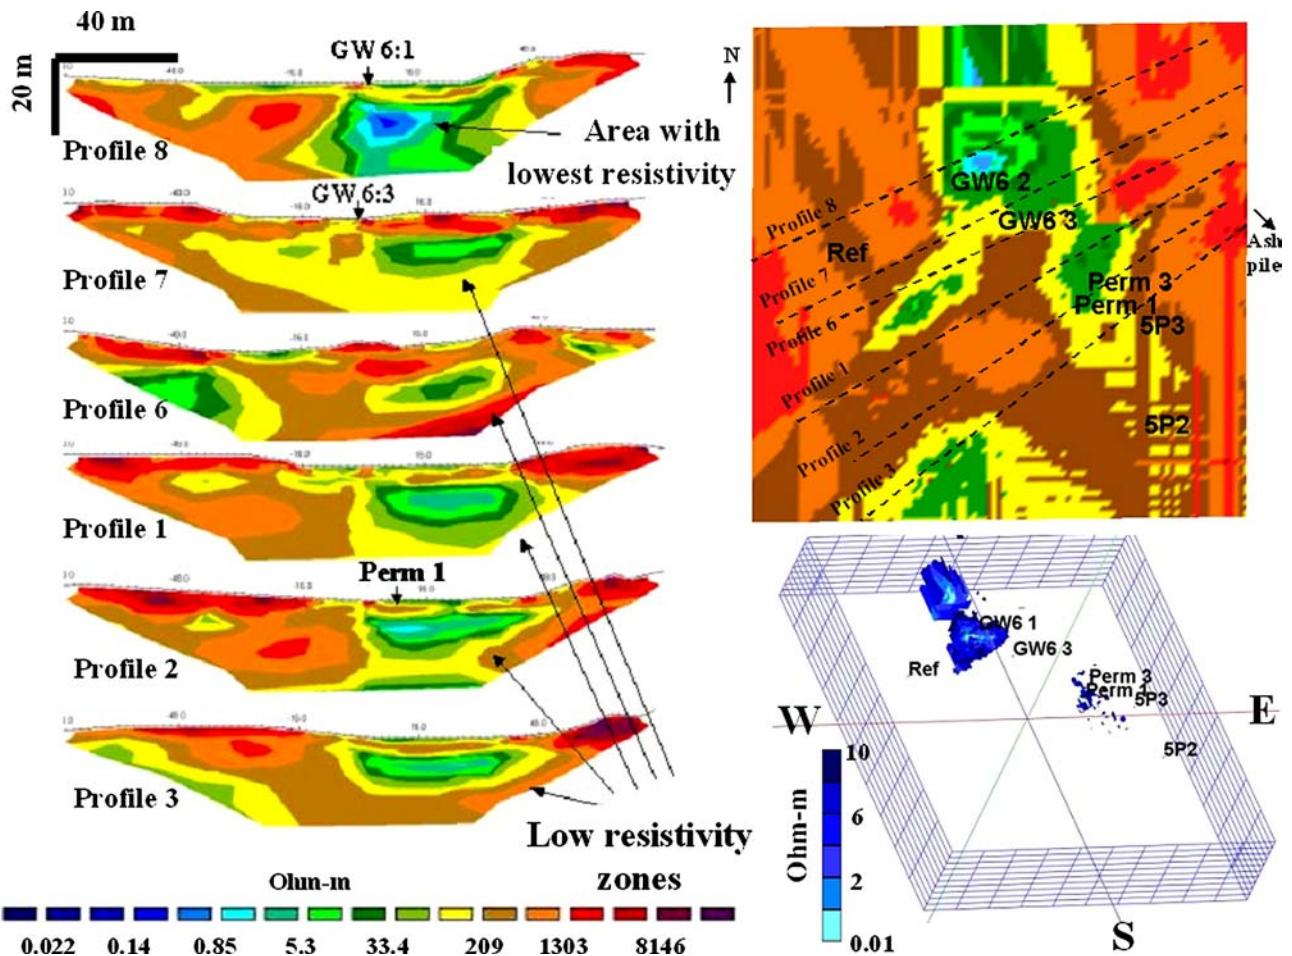 40 m
20 m
GW 6:1
Profile 8
Area with
lowest resistivity
GW 6:3
Profile 7
Profile 6
Profile 1
Perm 1
Profile 2
Profile 3
Low resistivity
zones
Ohm-m
0.022 0.14 0.85 5.3 33.4 209 1303 8146
N
GW6 2
GW6 3
Profile 8
Ref
Profile 7
Profile 6
Profile 1
Profile 2
Profile 3
Perm 3
Perm 1
5P3
5P2
Ash
pile
GW6 1
GW6 3
Ref
Perm 3
Perm 1
5P3
5P2
W
E
S
Ohm-m
10
6
2
0.01